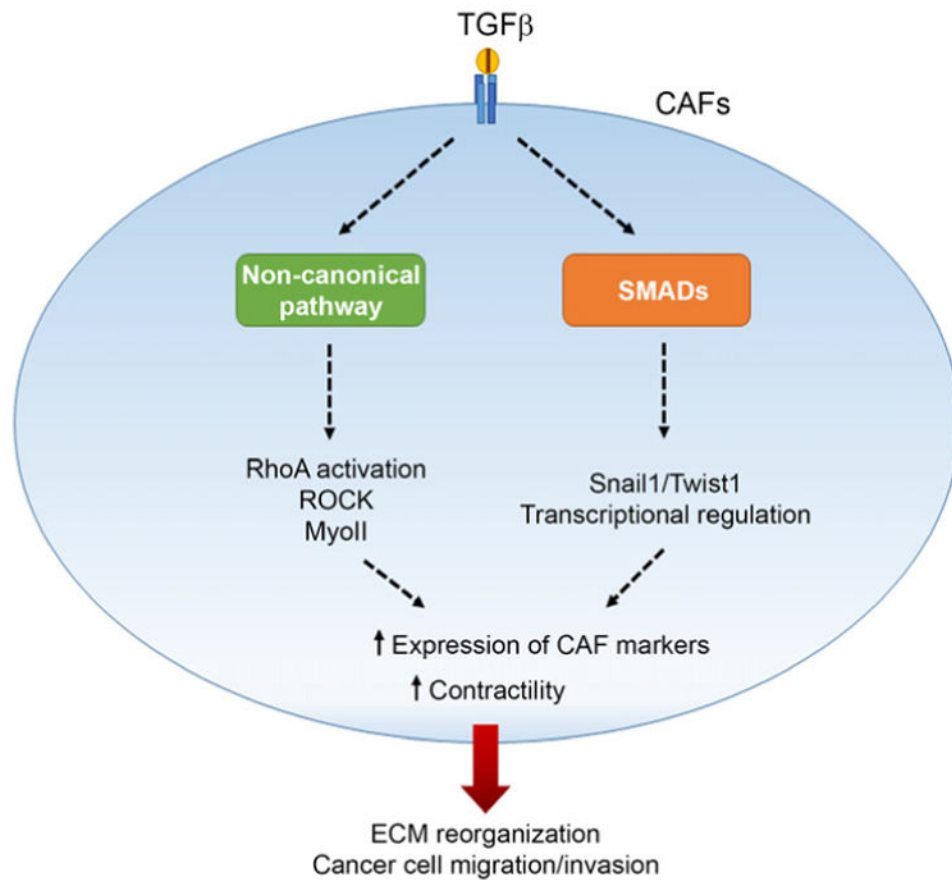 TGFβ
CAFs
Non-canonical
pathway
SMADs
RhoA activation
ROCK
MyoII
Snail1/Twist1
Transcriptional regulation
↑ Expression of CAF markers
↑ Contractility
ECM reorganization
Cancer cell migration/invasion